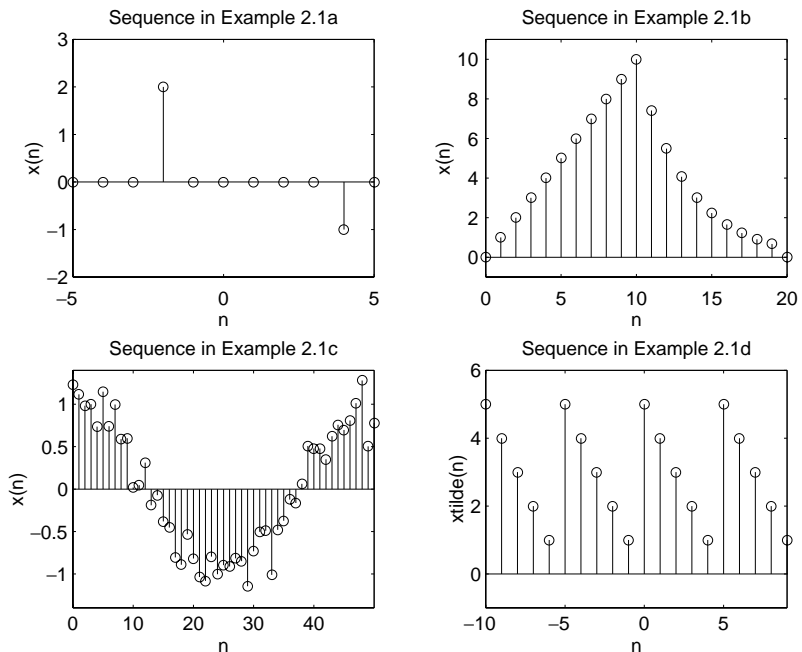 Sequence in Example 2.1a
3
2
1
0
−1
−2
x(n)
−5 0 5
n
Sequence in Example 2.1b
10
8
6
4
2
0
x(n)
0 5 10 15 20
n
Sequence in Example 2.1c
1
0.5
0
−0.5
−1
x(n)
0 20 40
n
Sequence in Example 2.1d
6
4
2
0
xtilde(n)
−10 −5 0 5
n